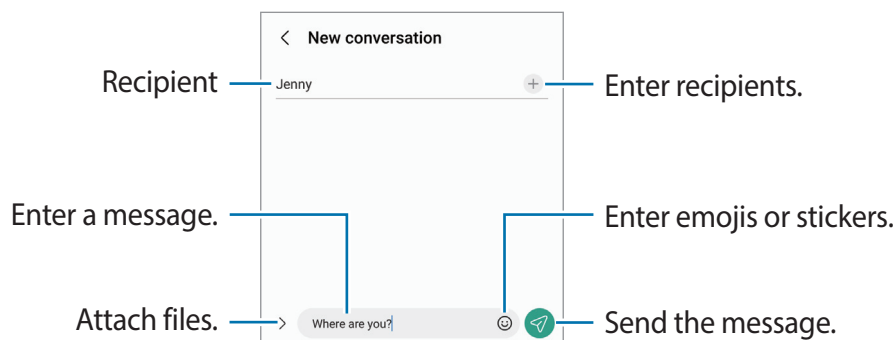 New conversation
Recipient
Jenny
Enter recipients.
Enter a message.
Enter emojis or stickers.
Attach files.
Where are you?
Send the message.